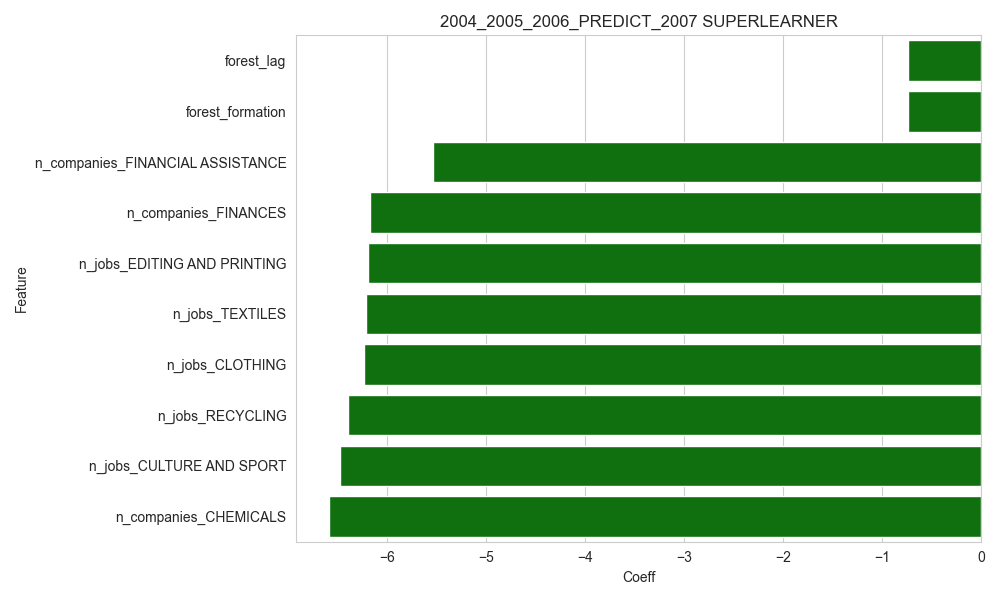 2004_2005_2006_PREDICT_2007 SUPERLEARNER
forest_lag
forest_formation
n_companies_FINANCIAL ASSISTANCE
n_companies_FINANCES
n_jobs_EDITING AND PRINTING
n_jobs_TEXTILES
n_jobs_CLOTHING
n_jobs_RECYCLING
n_jobs_CULTURE AND SPORT
n_companies_CHEMICALS
Feature
−6 −5 −4 −3 −2 −1 0
Coeff